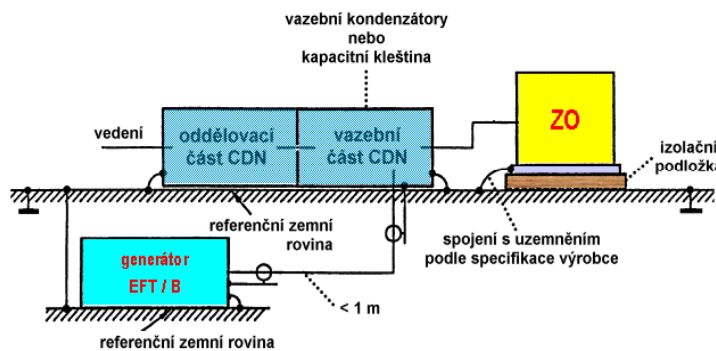 vazební kondenzátory
nebo
kapacitní kleština
vedení
oddělovací
část CDN
vazební
část CDN
ZO
izolační
podložka
referenční zemní
rovina
spojení s uzemněním
podle specifikace výrobce
generátor
EFT / B
< 1 m
referenční zemní rovina